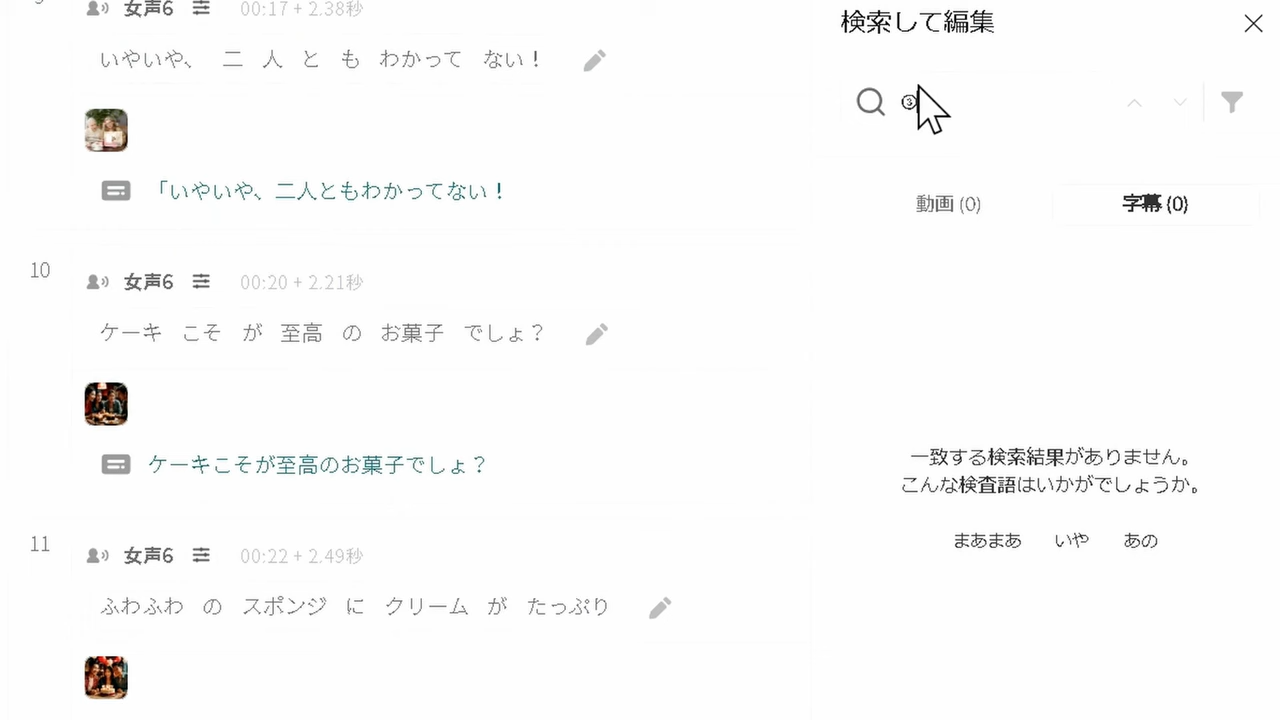 女声6 00:17 + 2.38秒
いやいや、 二 人 と も わかって ない！
「いやいや、二人ともわかってない！
10
女声6 00:20 + 2.21秒
ケーキ こそ が 至高 の お菓子 でしょ？
ケーキこそが至高のお菓子でしょ？
11
女声6 00:22 + 2.49秒
ふわふわ の スポンジ に クリーム が たっぷり
検索して編集
③
動画 (0) 字幕 (0)
一致する検索結果がありません。
こんな検査語はいかがでしょうか。
まあまあ いや あの